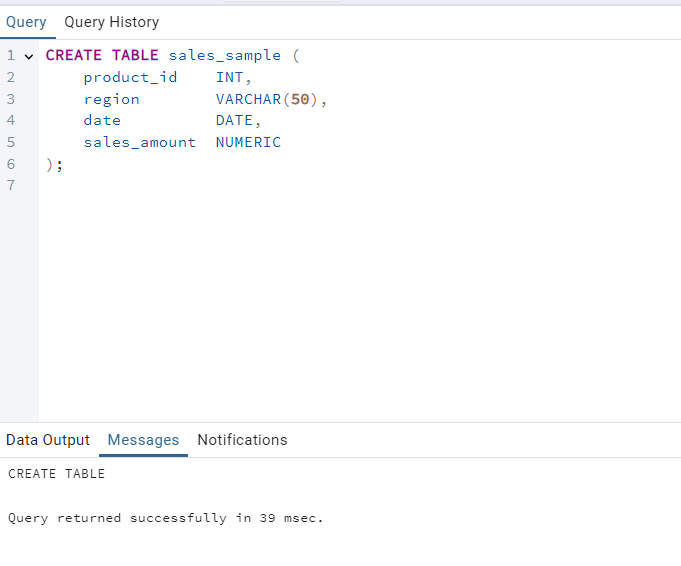 Query Query History
1 CREATE TABLE sales_sample (
2 product_id INT,
3 region VARCHAR(50),
4 date DATE,
5 sales_amount NUMERIC
6 );
7
Data Output Messages Notifications
CREATE TABLE
Query returned successfully in 39 msec.